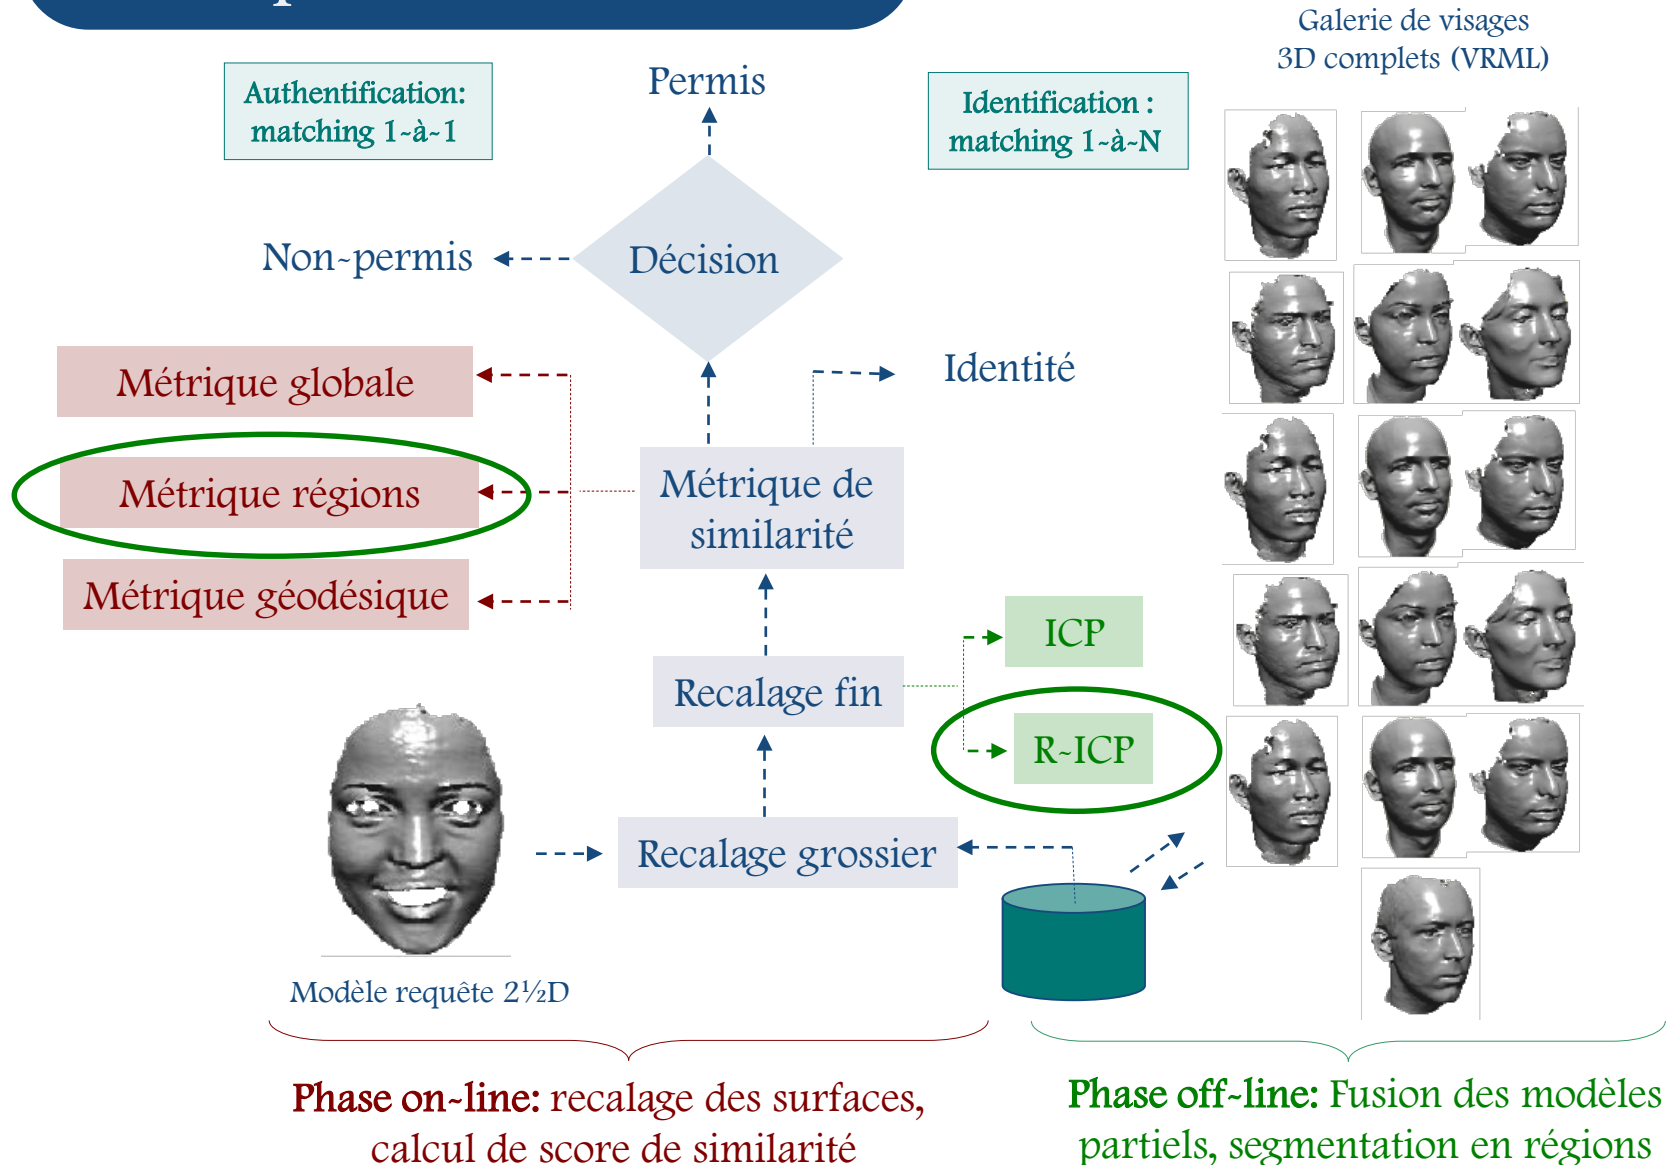 Galerie de visages
3D complets (VRML)
Authentification:
matching 1-à-1
Permis
Identification :
matching 1-à-N
Non-permis
Décision
Métrique globale
Identité
Métrique régions
Métrique de
similarité
Métrique géodésique
ICP
Recalage fin
R-ICP
Recalage grossier
Modèle requête 2½D
Phase on-line: recalage des surfaces,
calcul de score de similarité
Phase off-line: Fusion des modèles
partiels, segmentation en régions